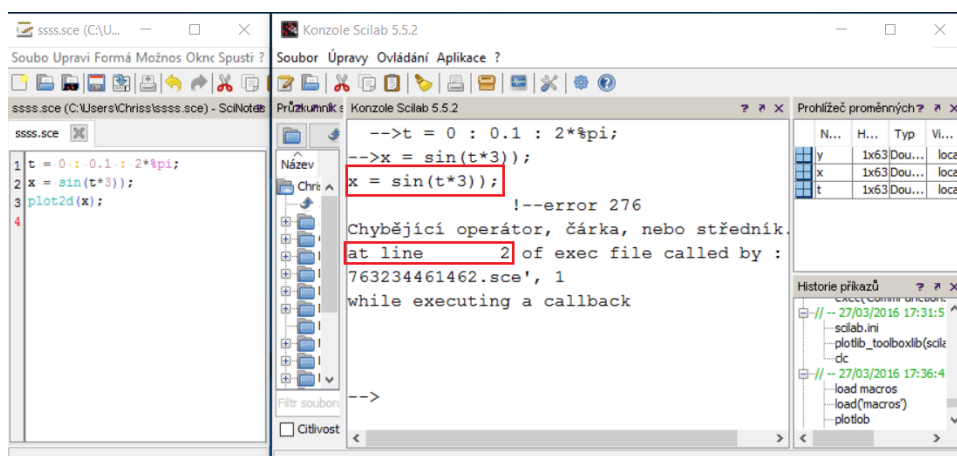 ssss.sce (C:\U...
Soubo Upravi Formá Možnos Oknc Spustí ?
ssss.sce (C:\Users\Chriss\ssss.sce) - SciNotes
ssss.sce
1 t = 0 : 0.1 : 2*%pi;
2 x = sin(t*3));
3 plot2d(x);
4
Konzole Scilab 5.5.2
Soubor Úpravy Ovládání Aplikace ?
Průzkumník s
Název
Chri:
Filtr soubor
Citlivost
Konzole Scilab 5.5.2
-->t = 0 : 0.1 : 2*%pi;
-->x = sin(t*3));
x = sin(t*3));
!--error 276
Chybějící operátor, čárka, nebo středník.
at line 2 of exec file called by :
763234461462.sce', 1
while executing a callback
-->
Prohlížeč proměnných
N... H... Typ Vi...
y 1x63 Dou... loca
x 1x63 Dou... loca
t 1x63 Dou... loca
Historie příkazů
// -- 27/03/2016 17:31:5
scilab.ini
plotlib_toolboxlib(scila
clc
// -- 27/03/2016 17:36:4
load macros
load('macros')
plotlob